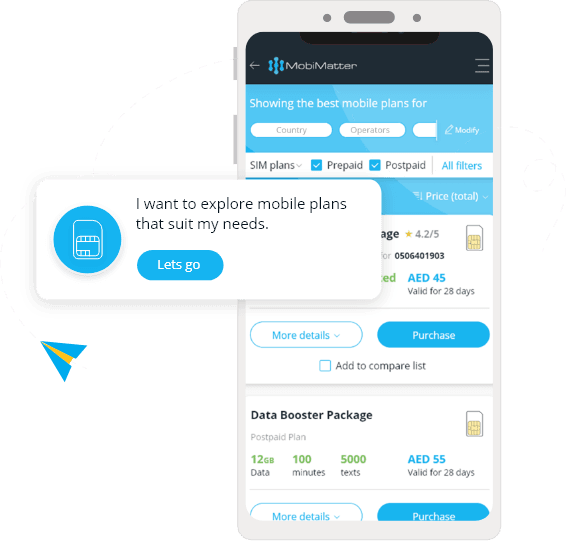 MobiMatter
Showing the best mobile plans for
Country
Operators
Modify
SIM plans
Prepaid
Postpaid
All filters
Price (total)
I want to explore mobile plans
that suit my needs.
Lets go
age ★ 4.2/5
for 0506401903
ted
AED 45
Valid for 28 days
More details
Purchase
Add to compare list
Data Booster Package
Postpaid Plan
12GB 100 5000 AED 55
Data minutes texts Valid for 28 days
More details
Purchase